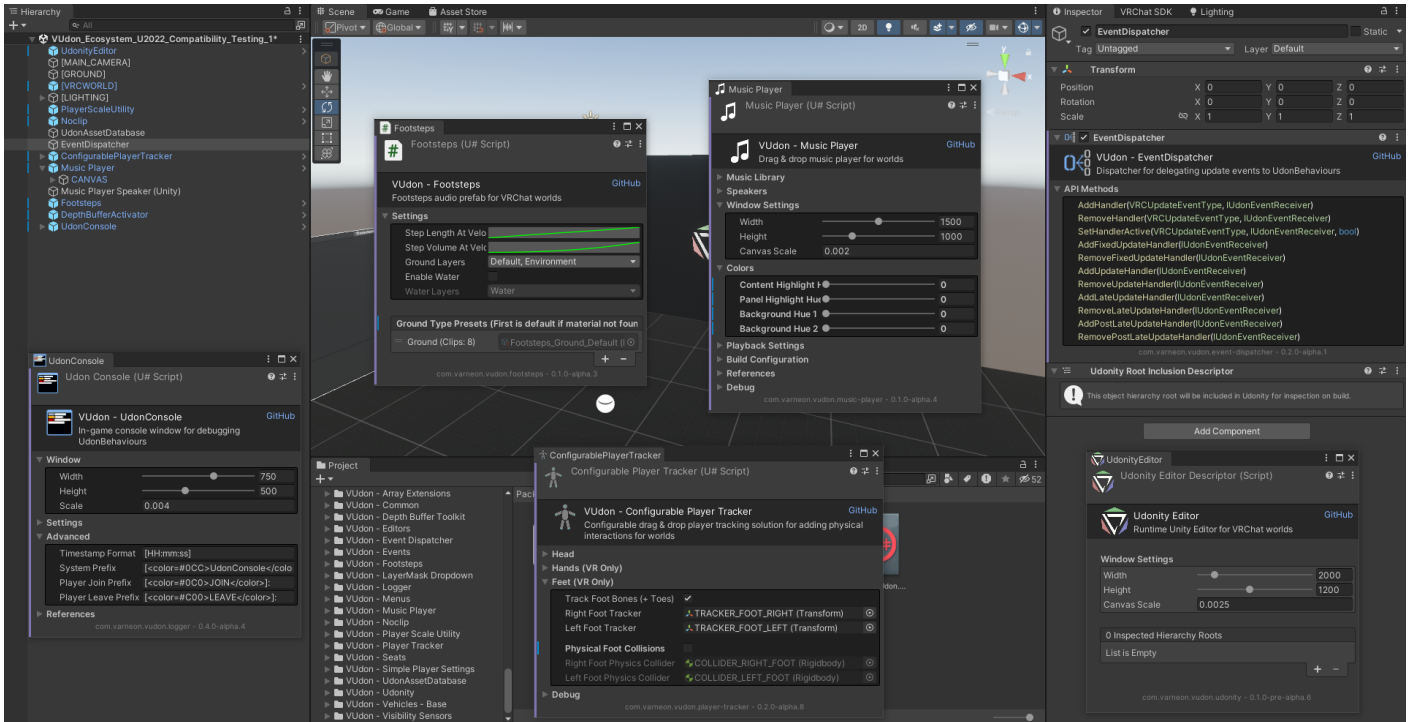 Hierarchy
All
VUdon_Ecosystem_U2022_Compatibility_Testing_1*
UdonityEditor
[MAIN_CAMERA]
[GROUND]
[VRCWORLD]
[LIGHTING]
PlayerScaleUtility
Noclip
UdonAssetDatabase
EventDispatcher
ConfigurablePlayerTracker
Music Player
CANVAS
Music Player Speaker (Unity)
Footsteps
DepthBufferActivator
UdonConsole
UdonConsole
Udon Console (U# Script)
VUdon - UdonConsole
GitHub
In-game console window for debugging
UdonBehaviours
Window
Width 750
Height 500
Scale 0.004
Settings
Advanced
Timestamp Format [HH:mm:ss]
System Prefix [<color=#0CC>UdonConsole</colo
Player Join Prefix [<color=#0C0>JOIN</color>]:
Player Leave Prefix [<color=#C00>LEAVE</color>]:
References
com.varneon.vudon.logger - 0.4.0-alpha.4
Scene Game Asset Store
Pivot Global 2D
Footsteps
Footsteps (U# Script)
VUdon - Footsteps
GitHub
Footsteps audio prefab for VRChat worlds
Settings
Step Length At Velo
Step Volume At Velo
Ground Layers Default, Environment
Enable Water
Water Layers Water
Ground Type Presets (First is default if material not foun
Ground (Clips: 8) Footsteps_Ground_Default (
com.varneon.vudon.footsteps - 0.1.0-alpha.3
Music Player
Music Player (U# Script)
VUdon - Music Player
GitHub
Drag & drop music player for worlds
Music Library
Speakers
Window Settings
Width 1500
Height 1000
Canvas Scale 0.002
Colors
Content Highlight H 0
Panel Highlight Hue 0
Background Hue 1 0
Background Hue 2 0
Playback Settings
Build Configuration
References
Debug
com.varneon.vudon.music-player - 0.1.0-alpha.4
Project
52
Pac
VUdon - Array Extensions
VUdon - Common
VUdon - Depth Buffer Toolkit
VUdon - Editors
VUdon - Event Dispatcher
VUdon - Events
VUdon - Footsteps
VUdon - LayerMask Dropdown
VUdon - Logger
VUdon - Menus
VUdon - Music Player
VUdon - Noclip
VUdon - Player Scale Utility
VUdon - Player Tracker
VUdon - Seats
VUdon - Simple Player Settings
VUdon - UdonAssetDatabase
VUdon - Udonity
VUdon - Vehicles - Base
VUdon - Visibility Sensors
ConfigurablePlayerTracker
Configurable Player Tracker (U# Script)
VUdon - Configurable Player Tracker
GitHub
Configurable drag & drop player tracking solution for adding physical
interactions for worlds
Head
Hands (VR Only)
Feet (VR Only)
Track Foot Bones (+ Toes)
Right Foot Tracker TRACKER_FOOT_RIGHT (Transform)
Left Foot Tracker TRACKER_FOOT_LEFT (Transform)
Physical Foot Collisions
Right Foot Physics Collider COLLIDER_RIGHT_FOOT (Rigidbody)
Left Foot Physics Collider COLLIDER_LEFT_FOOT (Rigidbody)
Debug
com.varneon.vudon.player-tracker - 0.2.0-alpha.8
don....
Inspector VRChat SDK Lighting
EventDispatcher Static
Tag Untagged Layer Default
Transform
Position X 0 Y 0 Z 0
Rotation X 0 Y 0 Z 0
Scale X 1 Y 1 Z 1
EventDispatcher
VUdon - EventDispatcher
GitHub
Dispatcher for delegating update events to UdonBehaviours
API Methods
AddHandler(VRCUpdateEventType, IUdonEventReceiver)
RemoveHandler(VRCUpdateEventType, IUdonEventReceiver)
SetHandlerActive(VRCUpdateEventType, IUdonEventReceiver, bool)
AddFixedUpdateHandler(IUdonEventReceiver)
RemoveFixedUpdateHandler(IUdonEventReceiver)
AddUpdateHandler(IUdonEventReceiver)
RemoveUpdateHandler(IUdonEventReceiver)
AddLateUpdateHandler(IUdonEventReceiver)
RemoveLateUpdateHandler(IUdonEventReceiver)
AddPostLateUpdateHandler(IUdonEventReceiver)
RemovePostLateUpdateHandler(IUdonEventReceiver)
com.varneon.vudon.event-dispatcher - 0.2.0-alpha.1
Udonity Root Inclusion Descriptor
This object hierarchy root will be included in Udonity for inspection on build.
Add Component
UdonityEditor
Udonity Editor Descriptor (Script)
Udonity Editor
GitHub
Runtime Unity Editor for VRChat worlds
Window Settings
Width 2000
Height 1200
Canvas Scale 0.0025
0 Inspected Hierarchy Roots
List is Empty
com.varneon.vudon.udonity - 0.1.0-pre-alpha.6